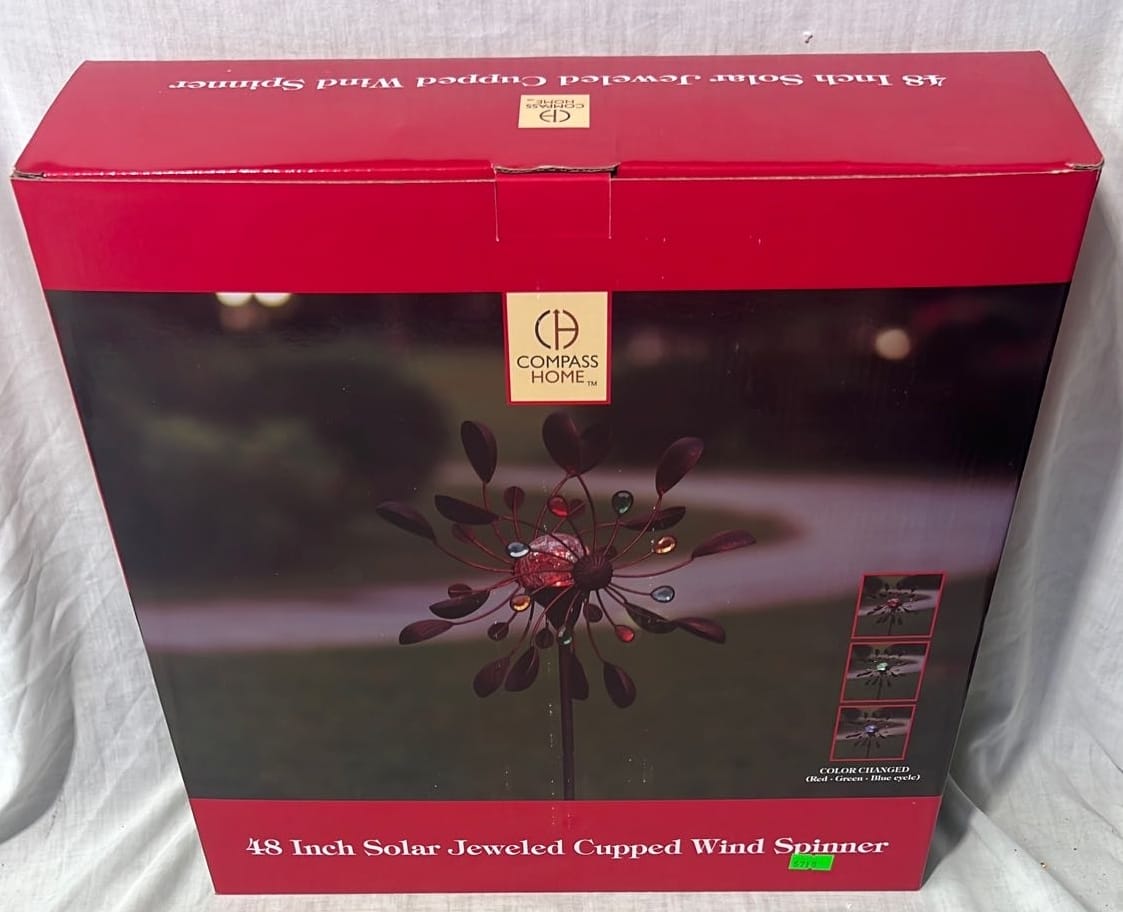 48 Inch Solar Jeweled Cupped Wind Spinner
COMPASS
HOME
COMPASS
HOME™
COLOR CHANGED
(Red - Green - Blue cycle)
48 Inch Solar Jeweled Cupped Wind Spinner